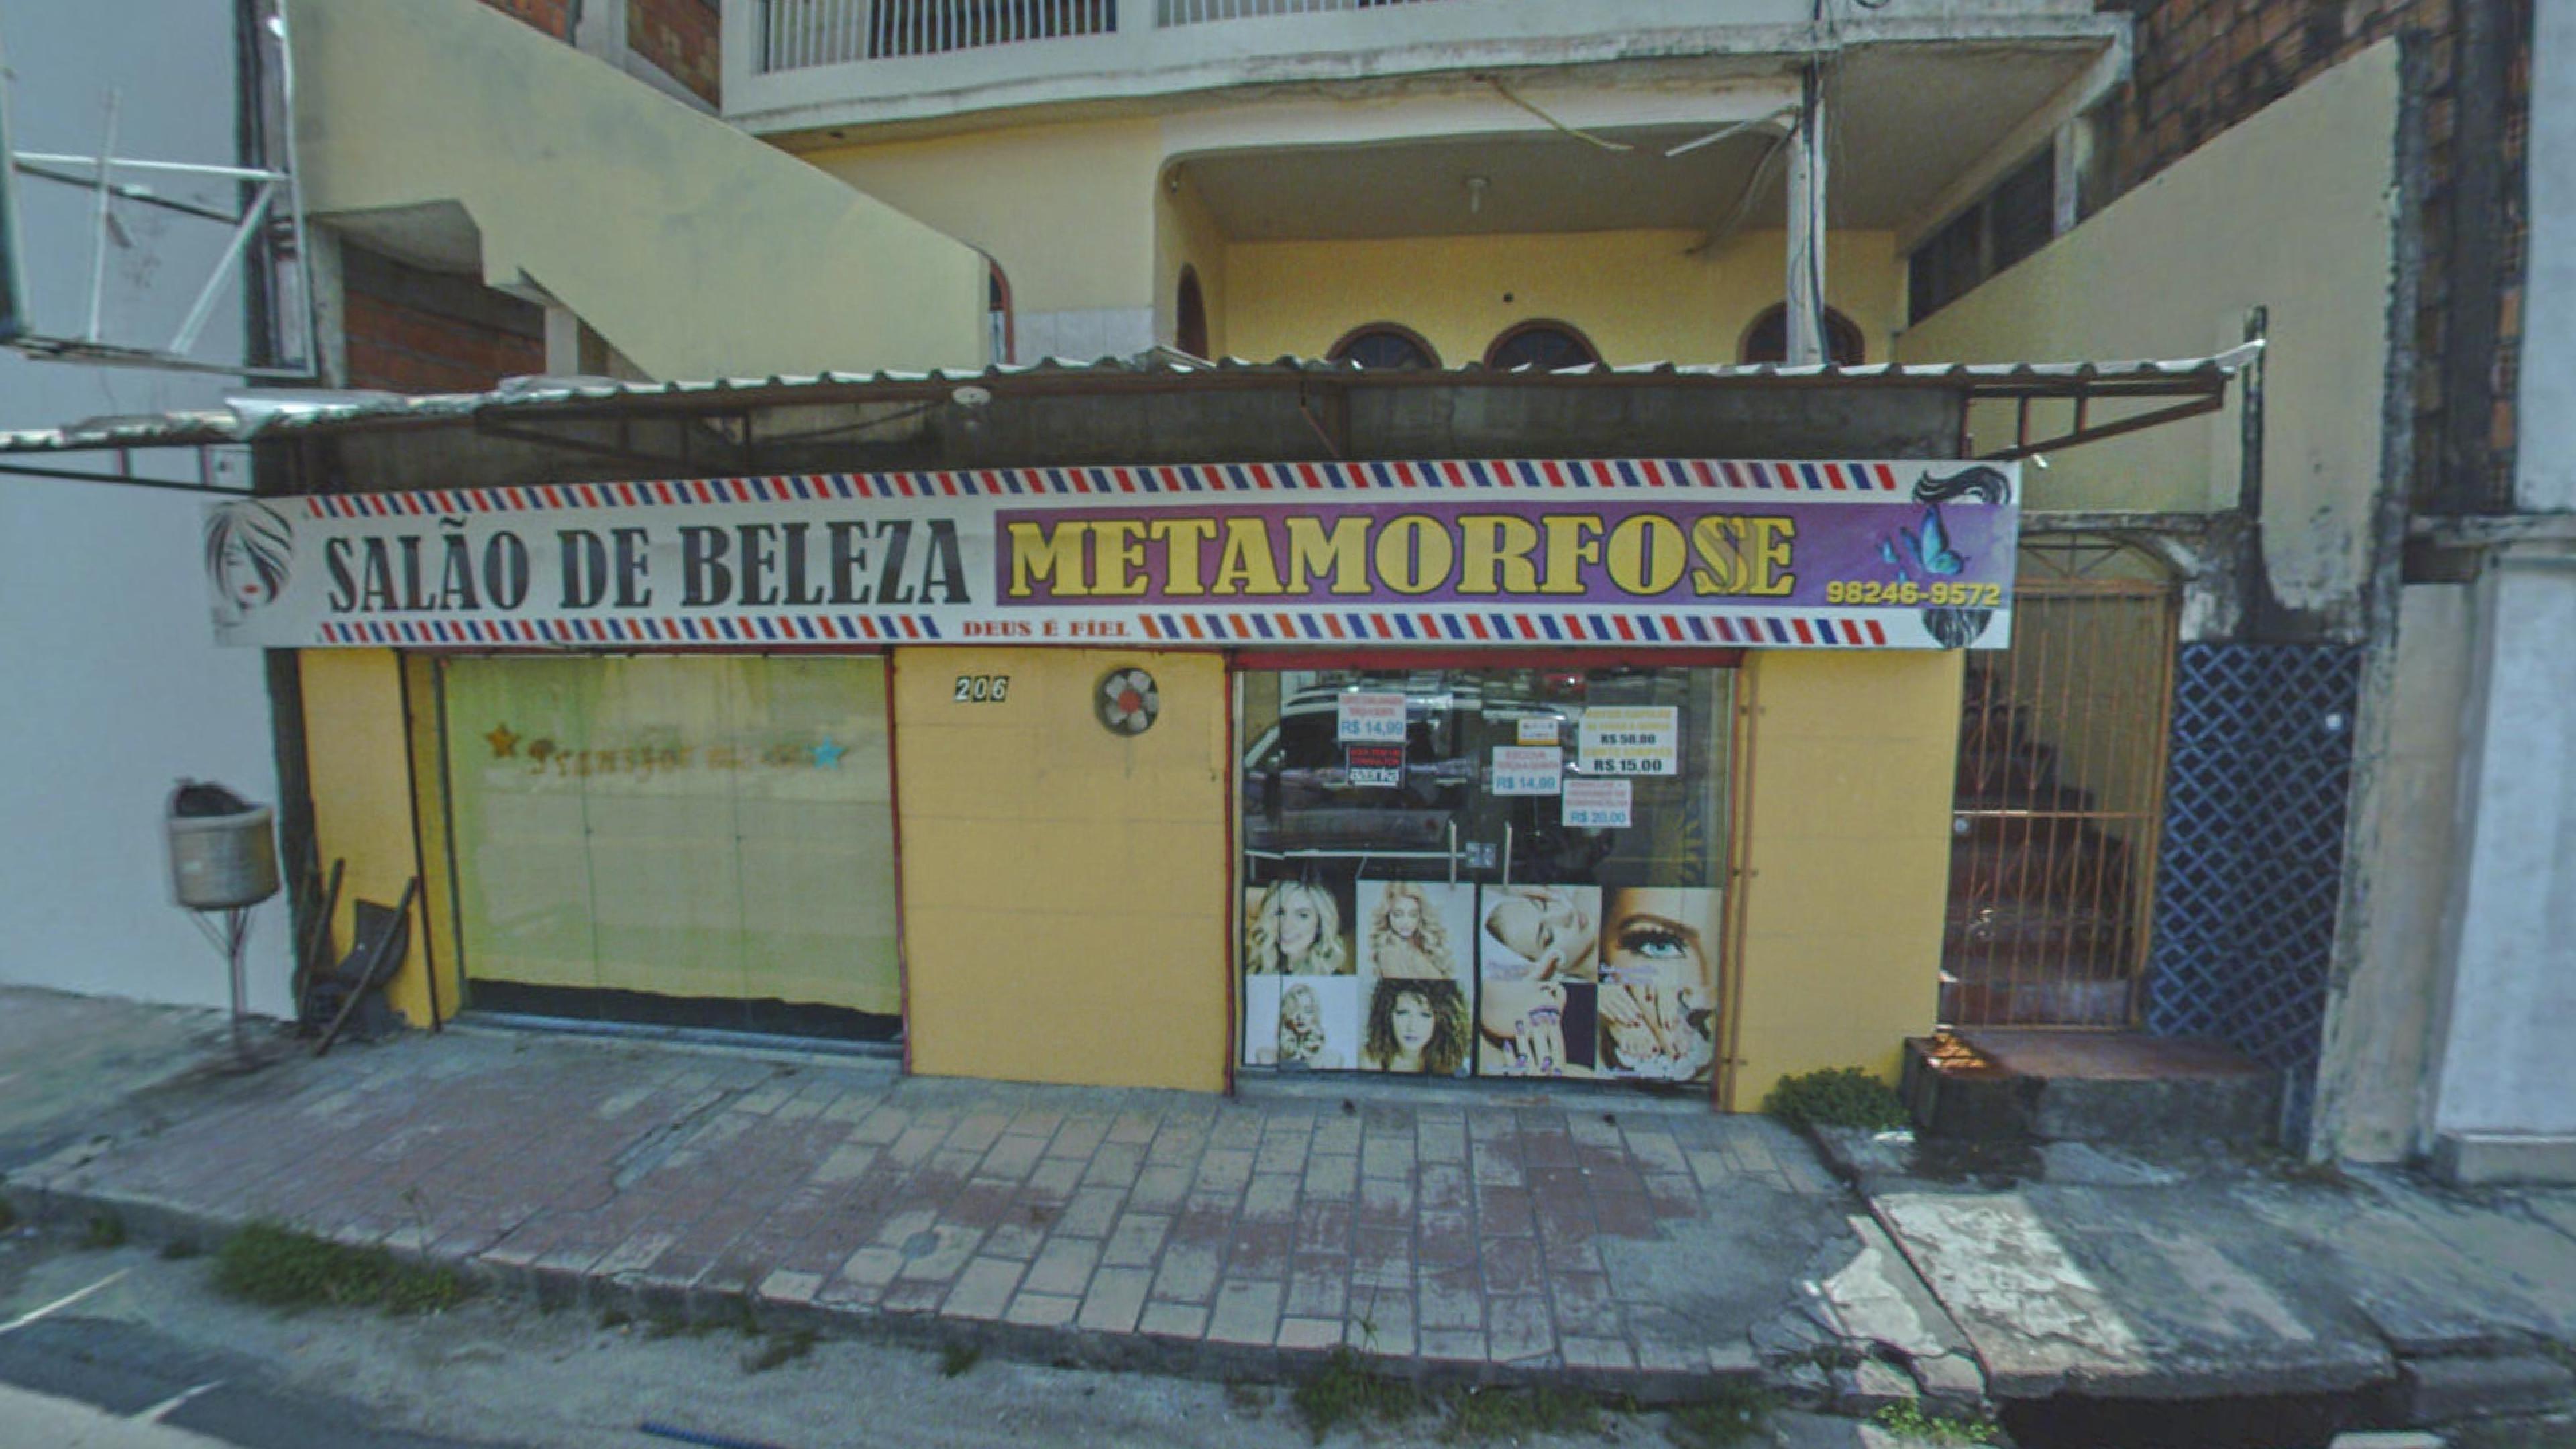 SALÃO DE BELEZA METAMORFOSE
98246-9572
DEUS É FIEL
206
R$ 14,99
R$ 50.00
R$ 15.00
ESCOVA
R$ 14,99
R$ 20,00